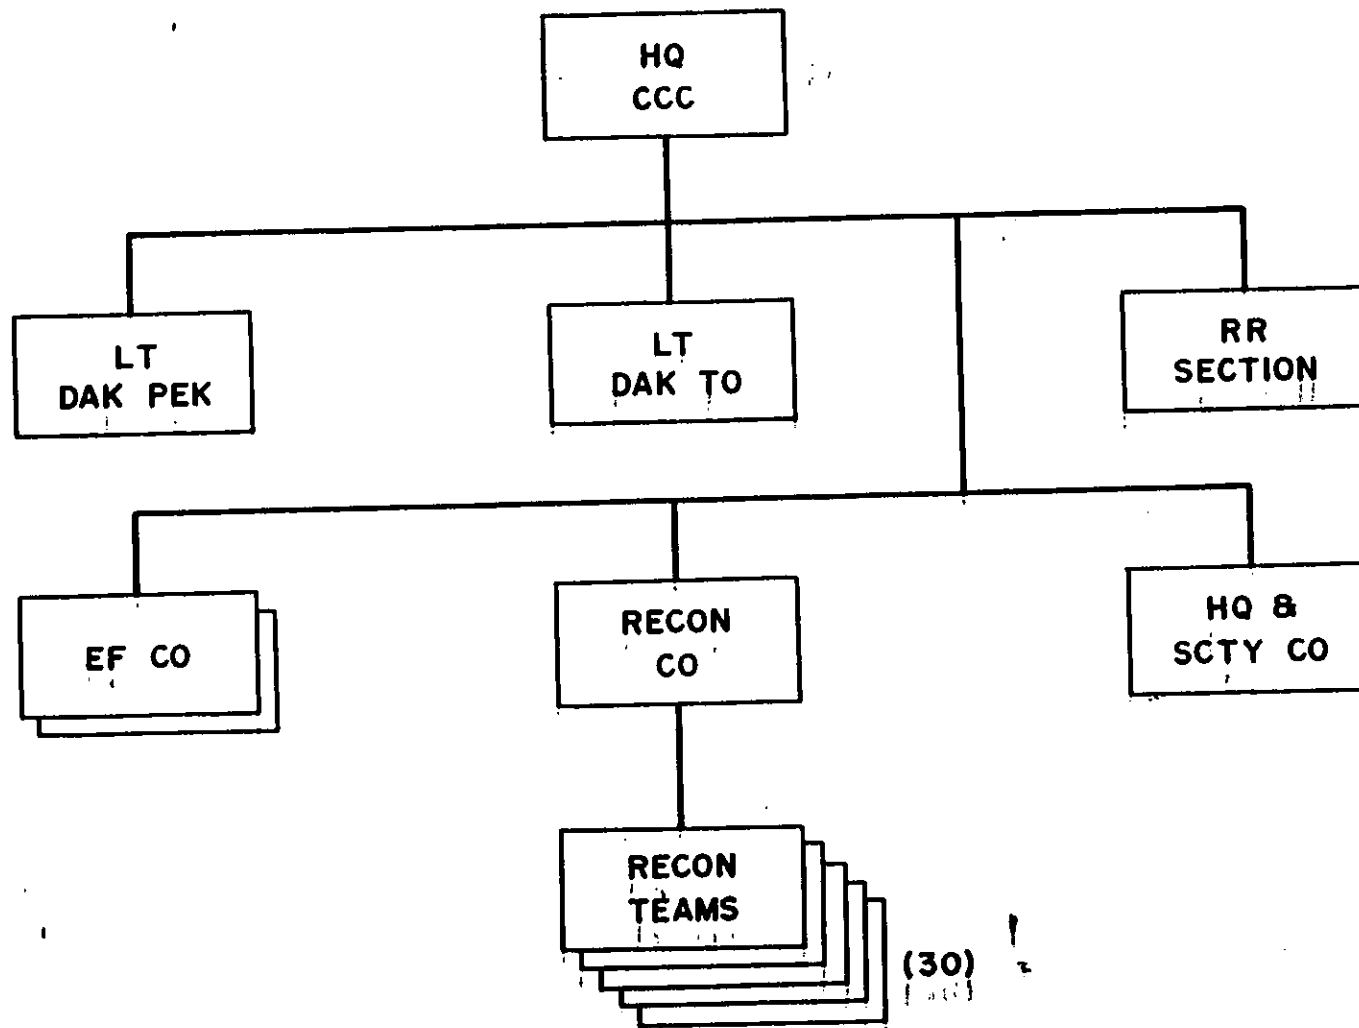 HQ
CCC
LT
DAK PEK
LT
DAK TO
RR
SECTION
EF CO
RECON
CO
HQ &
SCTY CO
RECON
TEAMS
(30)